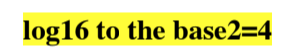 log16 to the base2=4